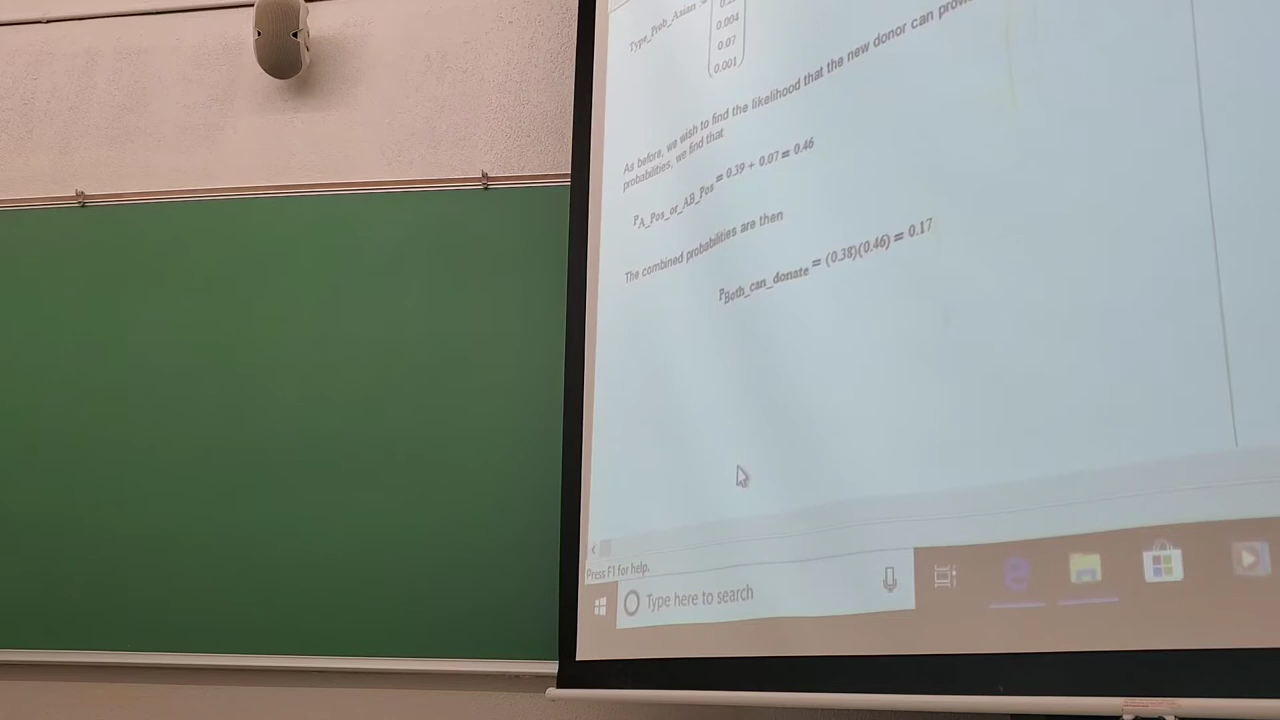 Type_Prob_Asian :=
0.004
0.07
0.001
As before, we wish to find the likelihood that the new donor can
probabilities, we find that
P A_Pos_or_AB_Pos = 0.39 + 0.07 = 0.46
The combined probabilities are then
P Both_can_donate = (0.38)(0.46) = 0.17
Press F1 for help.
Type here to search